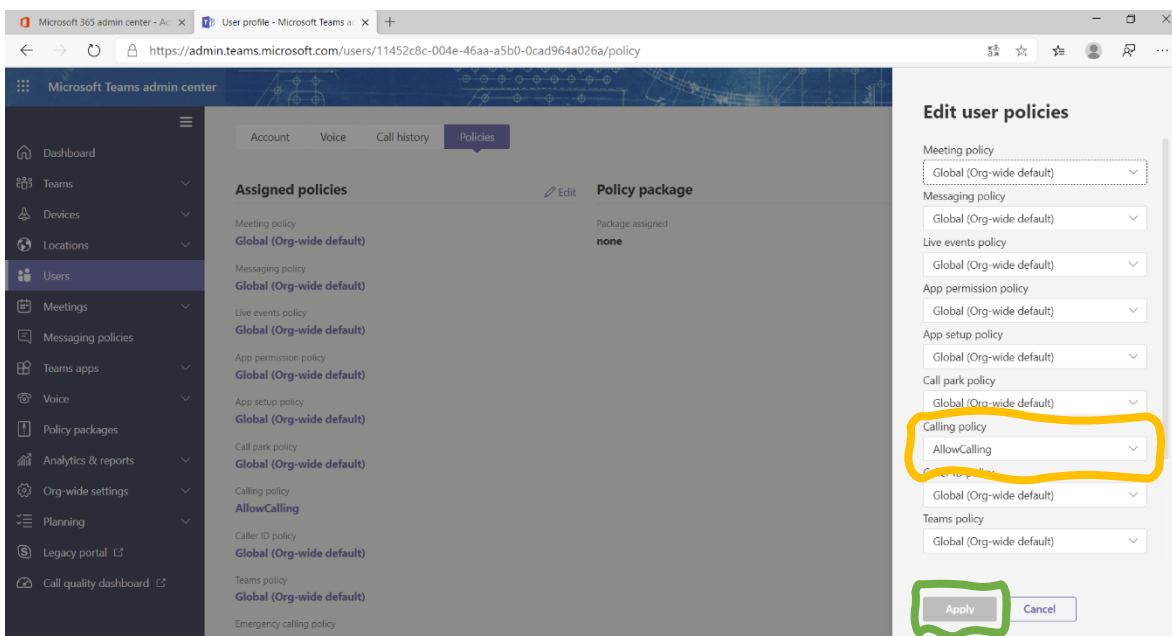 Microsoft 365 admin center - Ac
User profile - Microsoft Teams ac
https://admin.teams.microsoft.com/users/11452c8c-004e-46aa-a5b0-0cad964a026a/policy
Microsoft Teams admin center
Dashboard
Teams
Devices
Locations
Users
Meetings
Messaging policies
Teams apps
Voice
Policy packages
Analytics & reports
Org-wide settings
Planning
Legacy portal
Call quality dashboard
Account Voice Call history Policies
Assigned policies Edit
Meeting policy
Global (Org-wide default)
Messaging policy
Global (Org-wide default)
Live events policy
Global (Org-wide default)
App permission policy
Global (Org-wide default)
App setup policy
Global (Org-wide default)
Call park policy
Global (Org-wide default)
Calling policy
AllowCalling
Caller ID policy
Global (Org-wide default)
Teams policy
Global (Org-wide default)
Emergency calling policy
Policy package
Package assigned
none
Edit user policies
Meeting policy
Global (Org-wide default)
Messaging policy
Global (Org-wide default)
Live events policy
Global (Org-wide default)
App permission policy
Global (Org-wide default)
App setup policy
Global (Org-wide default)
Call park policy
Global (Org-wide default)
Calling policy
AllowCalling
Caller ID policy
Global (Org-wide default)
Teams policy
Global (Org-wide default)
Apply Cancel